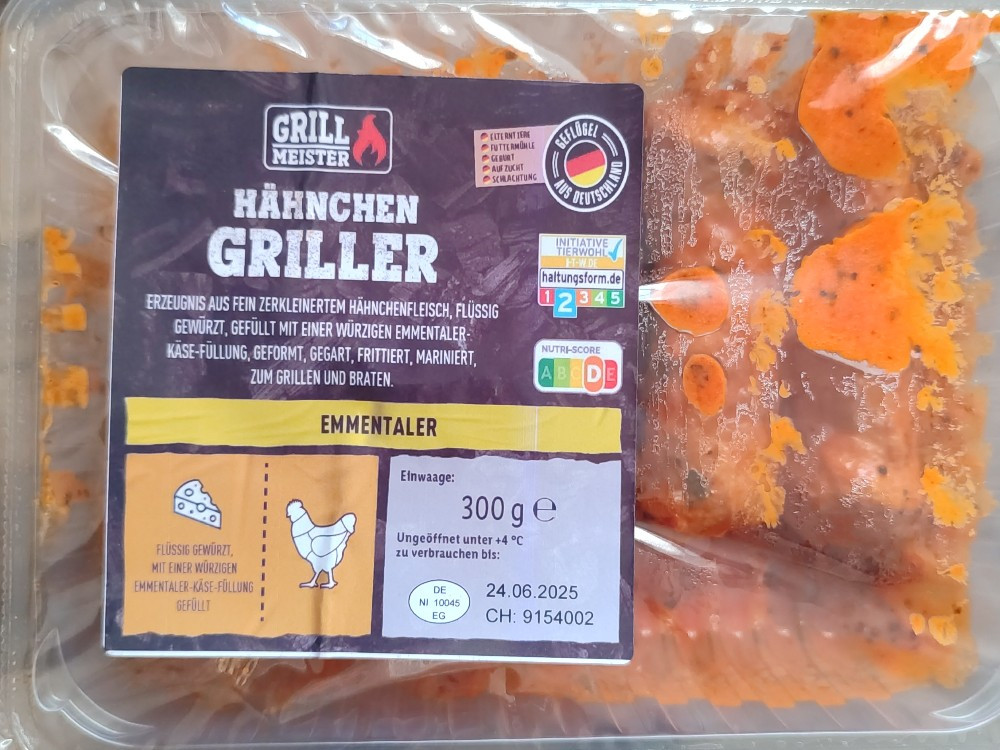 GRILL
MEISTER
HÄHNCHEN
GRILLER
ERZEUGNIS AUS FEIN ZERKLEINERTEM HÄHNCHENFLEISCH, FLÜSSIG
GEWÜRZT, GEFÜLLT MIT EINER WÜRZIGEN EMMENTALER-
KÄSE-FÜLLUNG, GEFORMT, GEGART, FRITTIERT, MARINIERT,
ZUM GRILLEN UND BRATEN.
ELTERNTIERE
FUTTERMÜHLE
GEBURT
AUFZUCHT
SCHLACHTUNG
GEFLÜGEL
AUS DEUTSCHLAND
INITIATIVE
TIERWOHL
I-T-W.DE
haltungsform.de
1 2 3 4 5
NUTRI-SCORE
A B C D E
EMMENTALER
FLÜSSIG GEWÜRZT,
MIT EINER WÜRZIGEN
EMMENTALER-KÄSE-FÜLLUNG
GEFÜLLT
Einwaage:
300 g ℮
Ungeöffnet unter +4 °C
zu verbrauchen bis:
DE
NI 10045
EG
24.06.2025
CH: 9154002